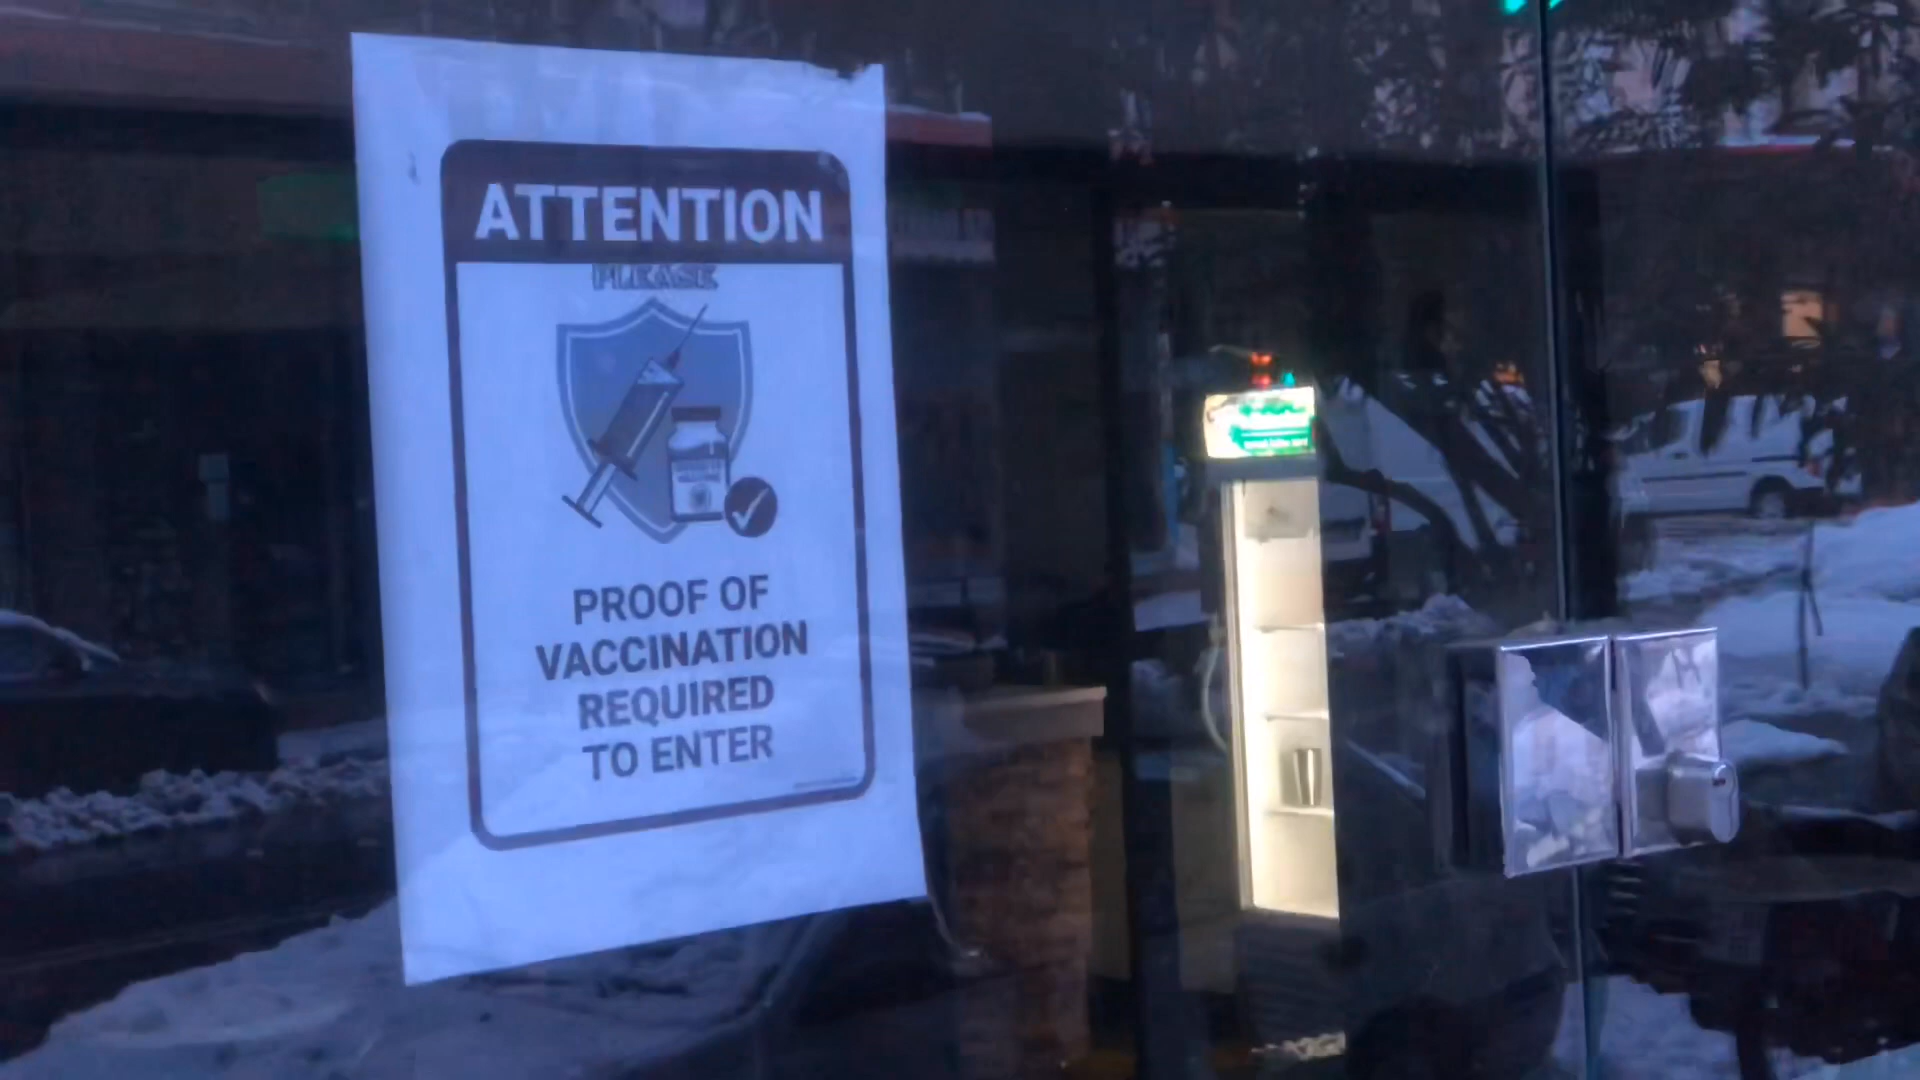 ATTENTION
PLEASE
PROOF OF
VACCINATION
REQUIRED
TO ENTER